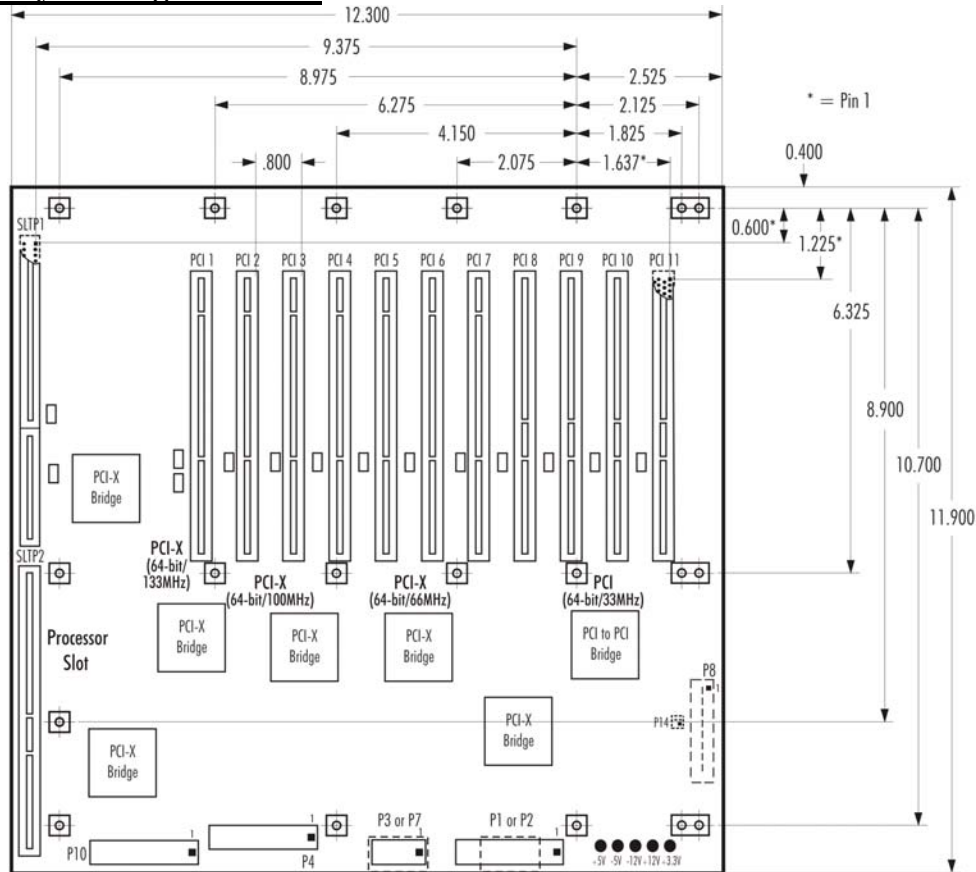 12.300
9.375
8.975 2.525
6.275 2.125
* = Pin 1
4.150 1.825
.800 2.075 1.637*
0.400
SLTP1
0.600*
1.225*
PCI 1 PCI 2 PCI 3 PCI 4 PCI 5 PCI 6 PCI 7 PCI 8 PCI 9 PCI 10 PCI 11
6.325
8.900
10.700
11.900
PCI-X
Bridge
PCI-X
(64-bit/
133MHz)
SLTP2
PCI-X
(64-bit/100MHz)
PCI-X
(64-bit/66MHz)
PCI
(64-bit/33MHz)
Processor
Slot
PCI-X
Bridge
PCI-X
Bridge
PCI-X
Bridge
PCI to PCI
Bridge
P8
1
P14
PCI-X
Bridge
PCI-X
Bridge
P10
1
1
P4
P3 or P7
1
P1 or P2
1
+5V -5V -12V +12V +3.3V